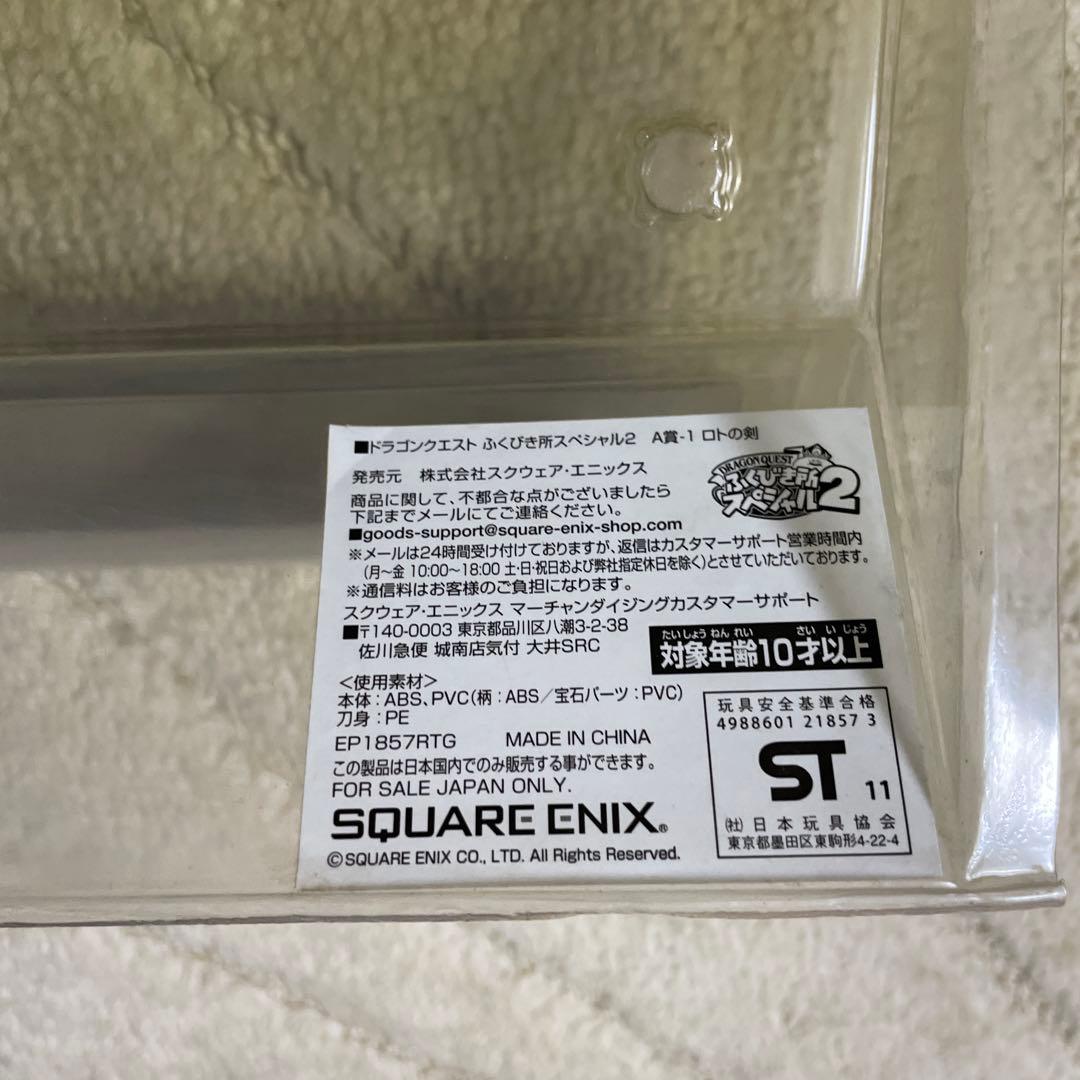 ■ドラゴンクエスト ふくびき所スペシャル2　A賞-1 ロトの剣
発売元　株式会社スクウェア・エニックス
DRAGON QUEST
ふくびき所
スペシャル2
商品に関して、不都合な点がございましたら
下記までメールにてご連絡ください。
■goods-support@square-enix-shop.com
※メールは24時間受け付けておりますが、返信はカスタマーサポート営業時間内
(月〜金 10:00〜18:00 土・日・祝日および弊社指定休日を除く)とさせていただいております。
※通信料はお客様のご負担になります。
スクウェア・エニックス マーチャンダイジングカスタマーサポート
■〒140-0003 東京都品川区八潮3-2-38
佐川急便 城南店気付 大井SRC
たいしょうねんれい さいいじょう
対象年齢10才以上
<使用素材>
本体：ABS、PVC(柄：ABS／宝石パーツ：PVC)
刀身：PE
EP1857RTG　MADE IN CHINA
この製品は日本国内でのみ販売する事ができます。
FOR SALE JAPAN ONLY.
SQUARE ENIX®
©SQUARE ENIX CO., LTD. All Rights Reserved.
玩具安全基準合格
4988601 21857 3
ST 11
(社)日本玩具協会
東京都墨田区東駒形4-22-4